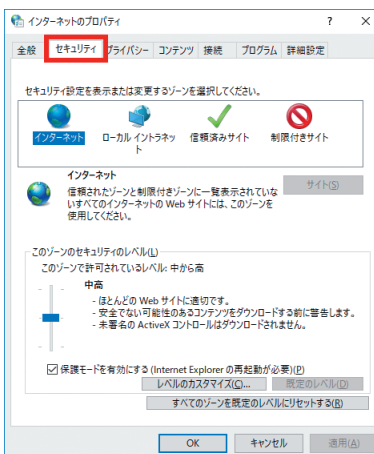 インターネットのプロパティ ? ×
全般 セキュリティ プライバシー コンテンツ 接続 プログラム 詳細設定
セキュリティ設定を表示または変更するゾーンを選択してください。
インターネット ローカル イントラネット 信頼済みサイト 制限付きサイト
インターネット
信頼されたゾーンと制限付きゾーンに一覧表示されていな
いすべてのインターネットの Web サイトには、このゾーンを
使用してください。
サイト(S)
このゾーンのセキュリティのレベル(L)
このゾーンで許可されているレベル: 中から高
中高
- ほとんどの Web サイトに適切です。
- 安全でない可能性のあるコンテンツをダウンロードする前に警告します。
- 未署名の ActiveX コントロールはダウンロードされません。
保護モードを有効にする (Internet Explorer の再起動が必要)(P)
レベルのカスタマイズ(C)... 既定のレベル(D)
すべてのゾーンを既定のレベルにリセットする(R)
OK キャンセル 適用(A)